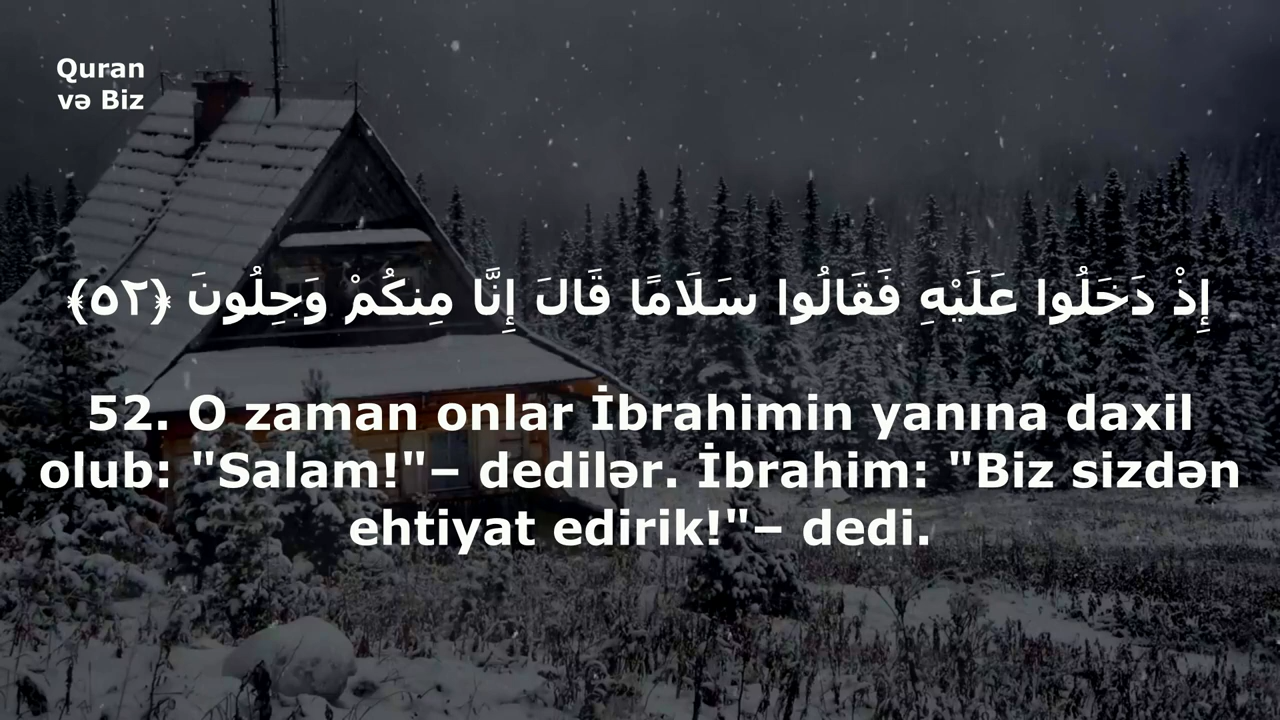 Quran
və Biz
إِذْ دَخَلُوا عَلَيْهِ فَقَالُوا سَلَامًا قَالَ إِنَّا مِنكُمْ وَجِلُونَ ﴿٥٢﴾
52. O zaman onlar İbrahimin yanına daxil
olub: "Salam!"– dedilər. İbrahim: "Biz sizdən
ehtiyat edirik!"– dedi.